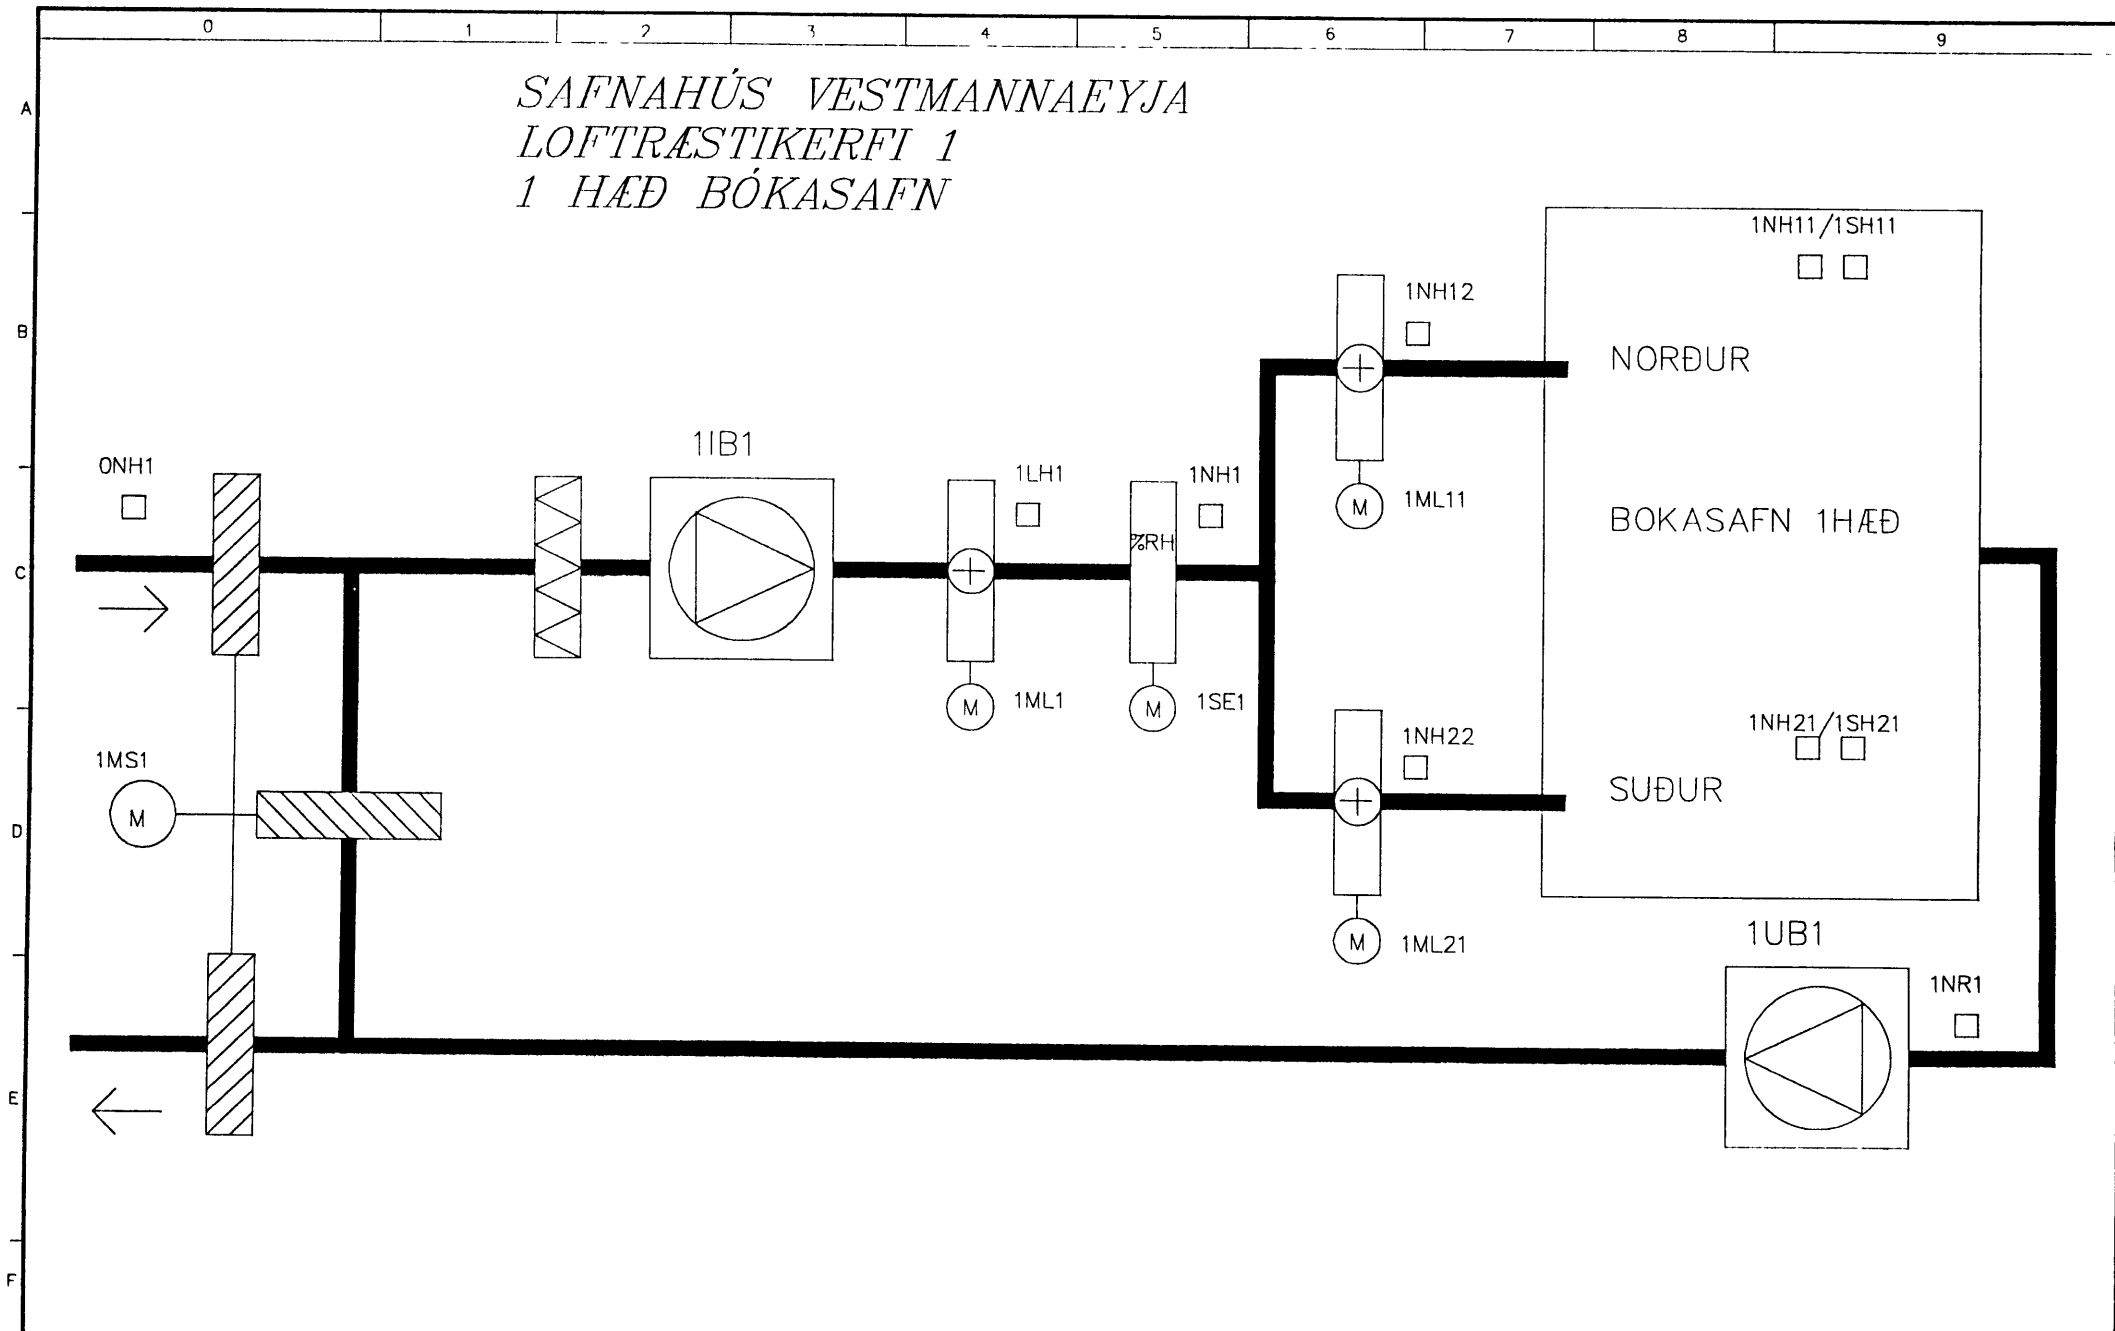 0 1 2 3 4 5 6 7 8 9
A
SAFNAHÚS VESTMANNAEYJA
LOFTRÆSTIKERFI 1
1 HÆÐ BÓKASAFN
1NH11/1SH11
1NH12
B
NORÐUR
1IB1
0NH1
1LH1
1NH1
M
1ML11
BOKASAFN 1HÆÐ
%RH
C
M
1ML1
M
1SE1
1NH21/1SH21
1NH22
1MS1
SUÐUR
M
D
1UB1
M
1ML21
1NR1
E
F